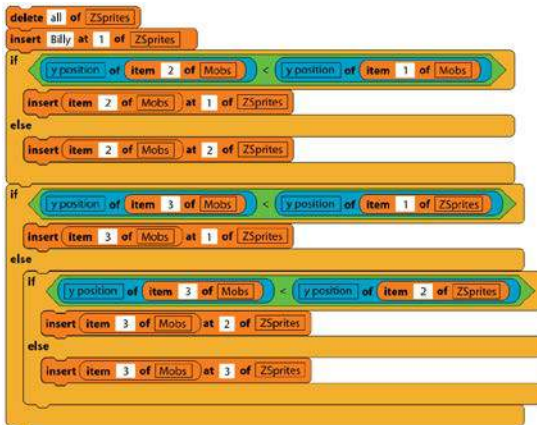 delete all of ZSprites
insert Billy at 1 of ZSprites
if y position of item 2 of Mobs < y position of item 1 of Mobs
insert item 2 of Mobs at 1 of ZSprites
else
insert item 2 of Mobs at 2 of ZSprites
if y position of item 3 of Mobs < y position of item 1 of ZSprites
insert item 3 of Mobs at 1 of ZSprites
else
if y position of item 3 of Mobs < y position of item 2 of ZSprites
insert item 3 of Mobs at 2 of ZSprites
else
insert item 3 of Mobs at 3 of ZSprites